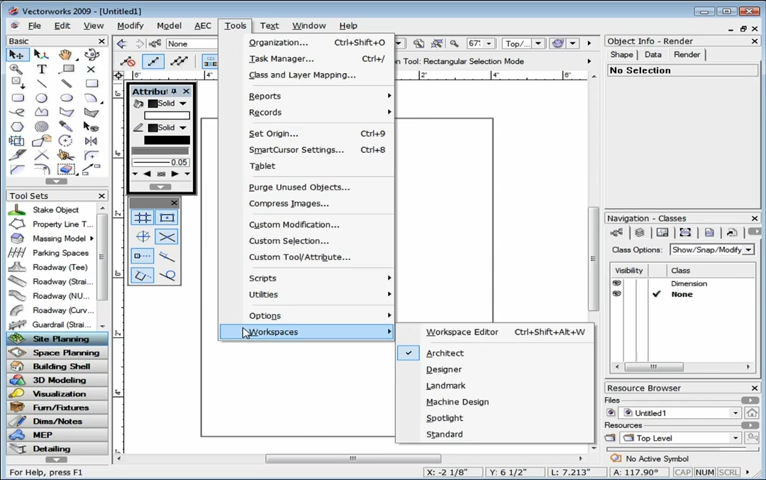 Vectorworks 2009 - [Untitled1]
File Edit View Modify Model AEC Tools Text Window Help
Basic
None
67
Top/
Tool: Rectangular Selection Mode
Organization... Ctrl+Shift+O
Task Manager... Ctrl+/
Class and Layer Mapping...
Reports
Records
Set Origin... Ctrl+9
SmartCursor Settings... Ctrl+8
Tablet
Purge Unused Objects...
Compress Images...
Custom Modification...
Custom Selection...
Custom Tool/Attribute...
Scripts
Utilities
Options
Workspaces
Workspace Editor Ctrl+Shift+Alt+W
Architect
Designer
Landmark
Machine Design
Spotlight
Standard
Attribut
Solid
Solid
0.05
Tool Sets
Stake Object
Property Line T
Massing Model
Parking Spaces
Roadway (Tee)
Roadway (Strai
Roadway (Curv
Guardrail (Strai
Site Planning
Space Planning
Building Shell
3D Modeling
Visualization
Furn/Fixtures
Dims/Notes
MEP
Detailing
Object Info - Render
Shape Data Render
No Selection
Navigation - Classes
Class Options: Show/Snap/Modify
Visibility Class
Dimension
None
Resource Browser
Files
Untitled1
Resources
Top Level
No Active Symbol
For Help, press F1
X: -2 1/8" Y: 6 1/2" L: 7.213" A: 117.90° CAP NUM SCRL